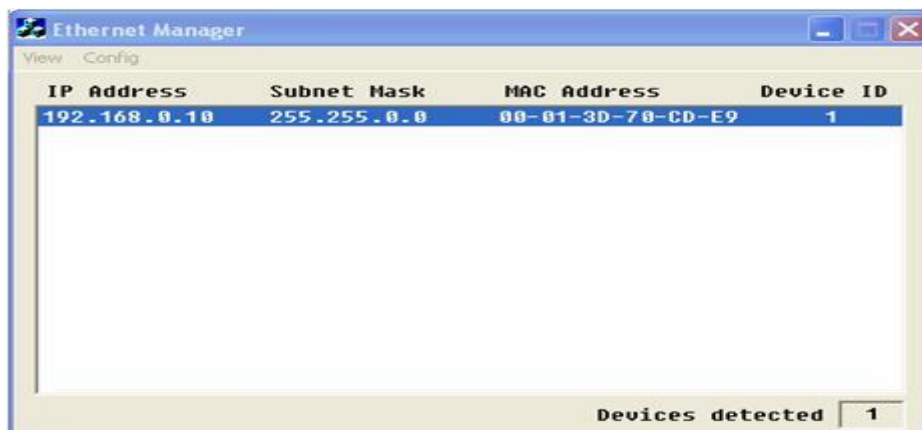 Ethernet Manager
View Config
IP Address Subnet Mask MAC Address Device ID
192.168.0.10 255.255.0.0 00-01-3D-70-CD-E9 1
Devices detected 1